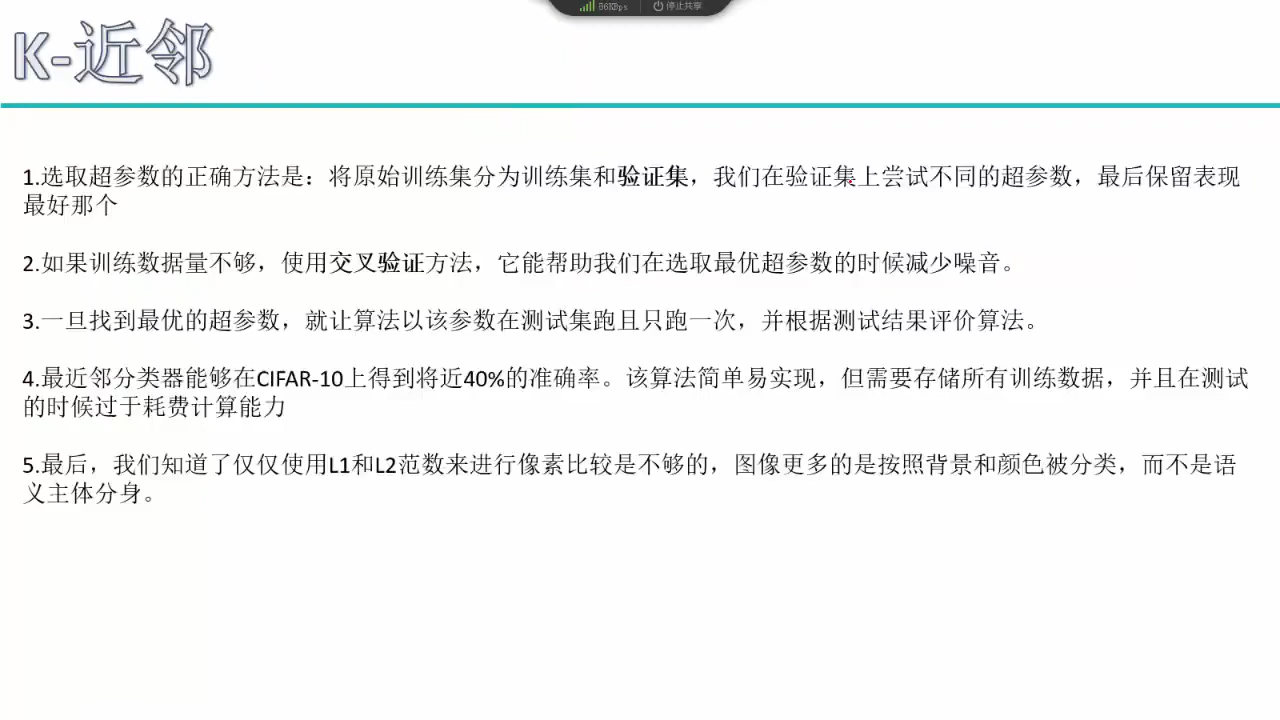 86KBps 停止共享
K-近邻
1.选取超参数的正确方法是：将原始训练集分为训练集和验证集，我们在验证集上尝试不同的超参数，最后保留表现
最好那个
2.如果训练数据量不够，使用交叉验证方法，它能帮助我们在选取最优超参数的时候减少噪音。
3.一旦找到最优的超参数，就让算法以该参数在测试集跑且只跑一次，并根据测试结果评价算法。
4.最近邻分类器能够在CIFAR-10上得到将近40%的准确率。该算法简单易实现，但需要存储所有训练数据，并且在测试
的时候过于耗费计算能力
5.最后，我们知道了仅仅使用L1和L2范数来进行像素比较是不够的，图像更多的是按照背景和颜色被分类，而不是语
义主体分身。